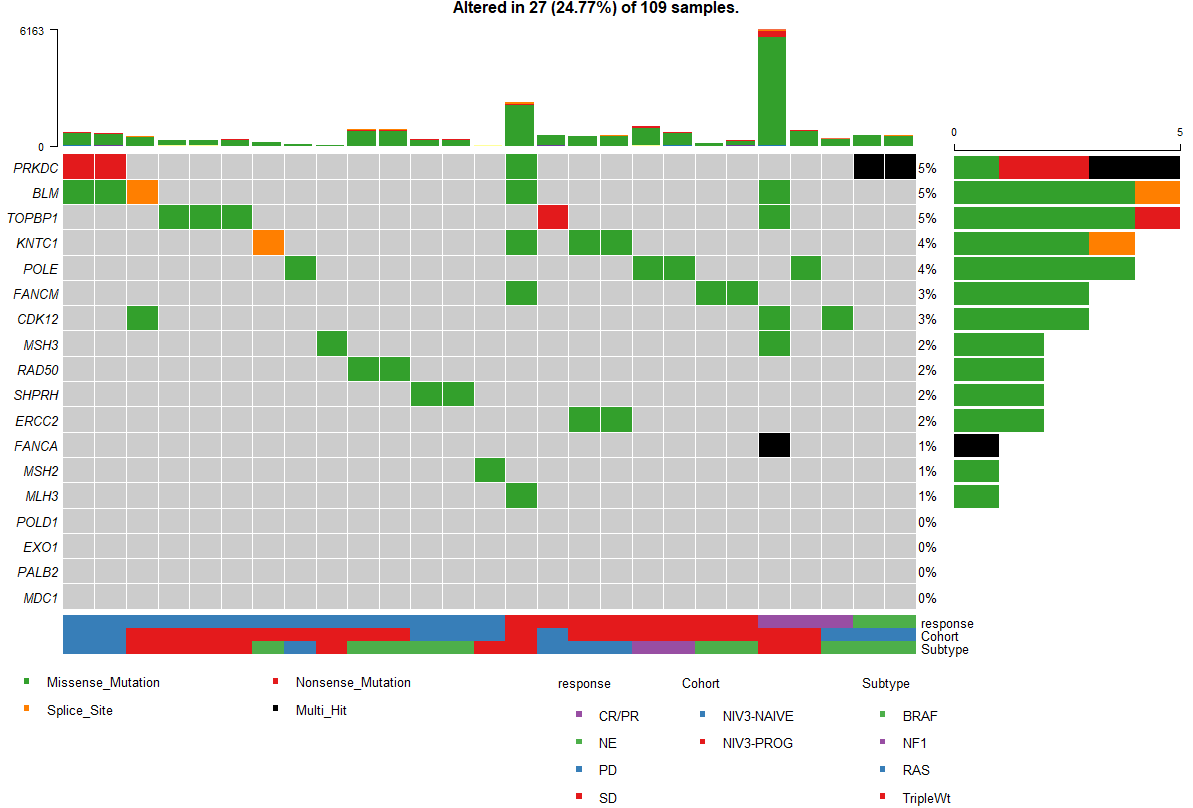 Altered in 27 (24.77%) of 109 samples.
6163
0
0 5
PRKDC 5%
BLM 5%
TOPBP1 5%
KNTC1 4%
POLE 4%
FANCM 3%
CDK12 3%
MSH3 2%
RAD50 2%
SHPRH 2%
ERCC2 2%
FANCA 1%
MSH2 1%
MLH3 1%
POLD1 0%
EXO1 0%
PALB2 0%
MDC1 0%
response
Cohort
Subtype
Missense_Mutation Nonsense_Mutation response Cohort Subtype
Splice_Site Multi_Hit CR/PR NIV3-NAIVE BRAF
NE NIV3-PROG NF1
PD RAS
SD TripleWt